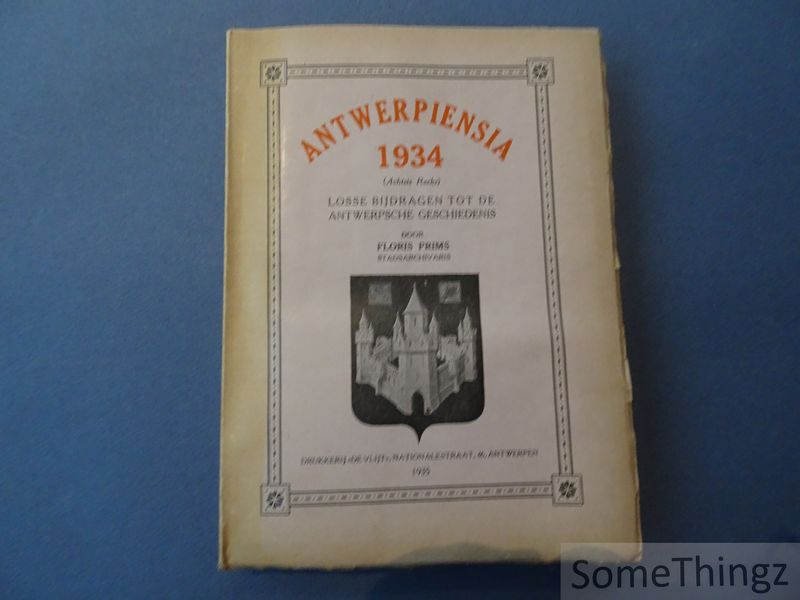 ANTWERPIENSIA
1934
(Achtste Reeks)
LOSSE BIJDRAGEN TOT DE
ANTWERPSCHE GESCHIEDENIS
DOOR
FLORIS PRIMS
STADSARCHIVARIS
DRUKKERIJ «DE VLIJT», NATIONALESTRAAT, ANTWERPEN
1935
SomeThingz